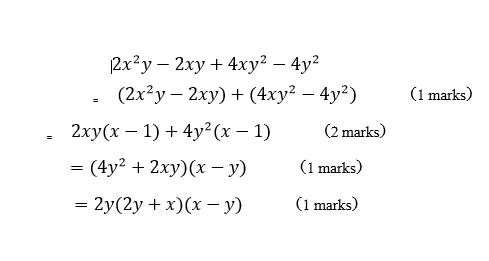 2x²y − 2xy + 4xy² − 4y²
= (2x²y − 2xy) + (4xy² − 4y²) (1 marks)
= 2xy(x − 1) + 4y²(x − 1) (2 marks)
= (4y² + 2xy)(x − y) (1 marks)
= 2y(2y + x)(x − y) (1 marks)